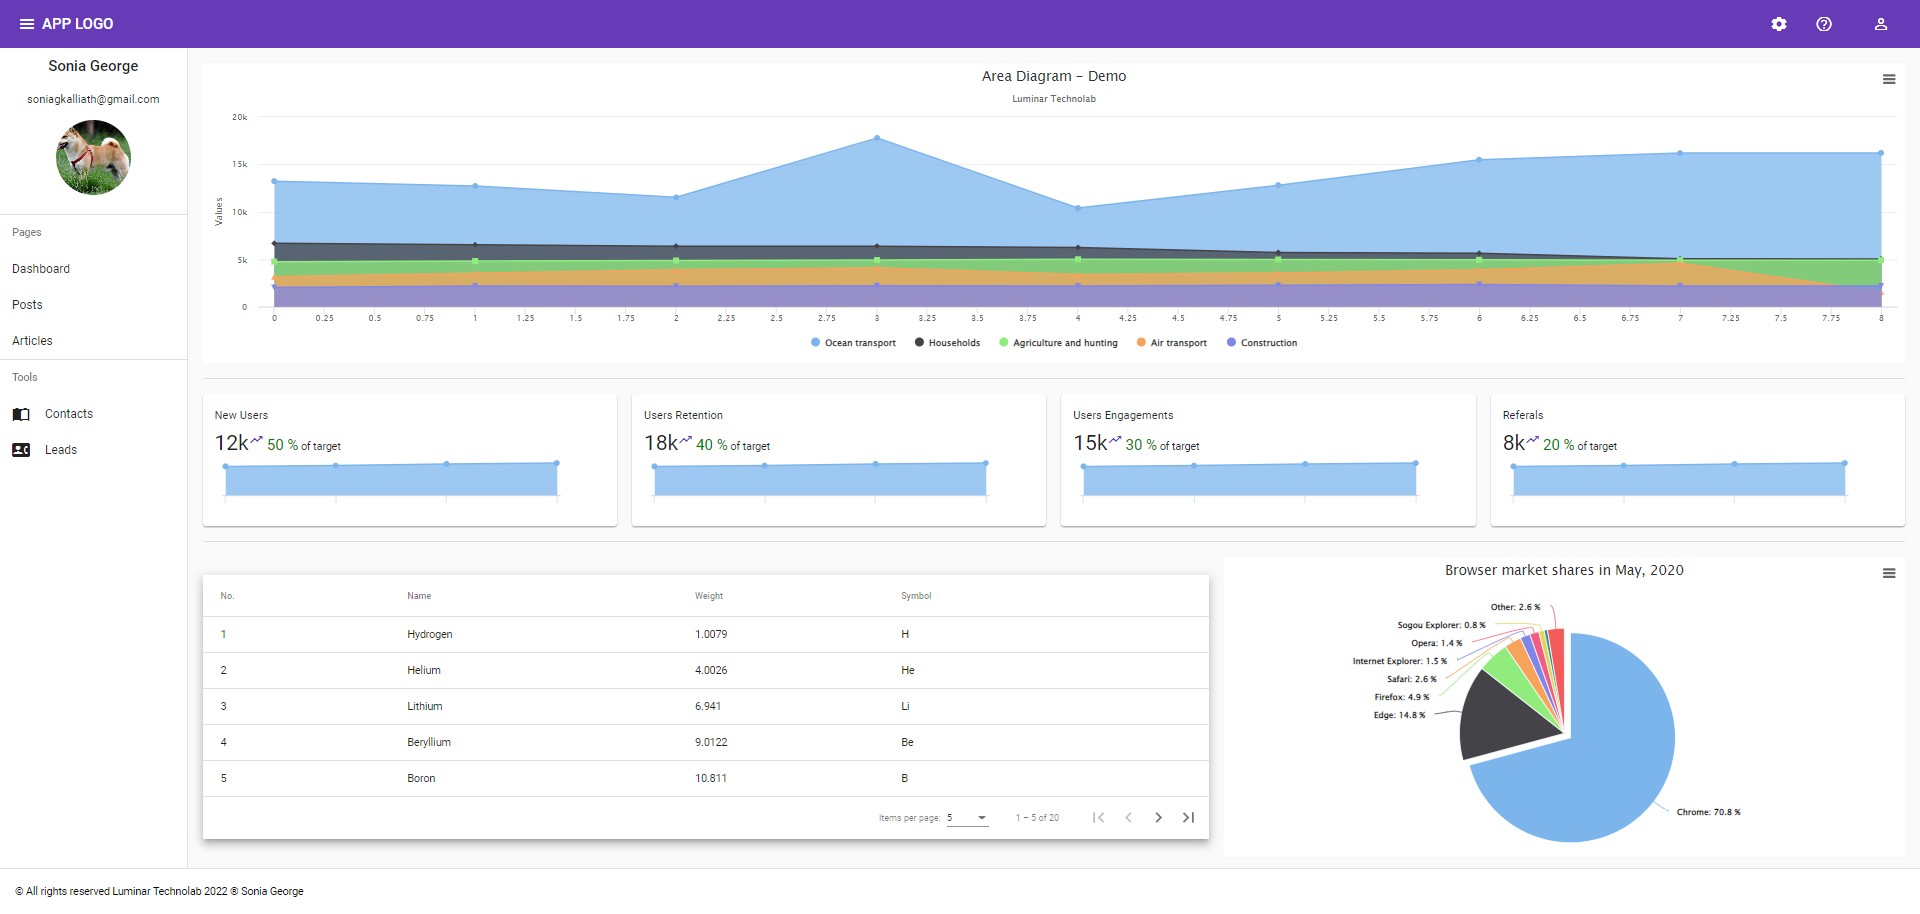 APP LOGO
Sonia George
soniagkalliath@gmail.com
Pages
Dashboard
Posts
Articles
Tools
Contacts
Leads
Area Diagram - Demo
Luminar Technolab
Values
20k
15k
10k
5k
0
0 0.25 0.5 0.75 1 1.25 1.5 1.75 2 2.25 2.5 2.75 3 3.25 3.5 3.75 4 4.25 4.5 4.75 5 5.25 5.5 5.75 6 6.25 6.5 6.75 7 7.25 7.5 7.75 8
Ocean transport Households Agriculture and hunting Air transport Construction
New Users
12k 50 % of target
Users Retention
18k 40 % of target
Users Engagements
15k 30 % of target
Referals
8k 20 % of target
No. Name Weight Symbol
1 Hydrogen 1.0079 H
2 Helium 4.0026 He
3 Lithium 6.941 Li
4 Beryllium 9.0122 Be
5 Boron 10.811 B
Items per page: 5 1 – 5 of 20
Browser market shares in May, 2020
Other: 2.6 %
Sogou Explorer: 0.8 %
Opera: 1.4 %
Internet Explorer: 1.5 %
Safari: 2.6 %
Firefox: 4.9 %
Edge: 14.8 %
Chrome: 70.8 %
© All rights reserved Luminar Technolab 2022 ® Sonia George